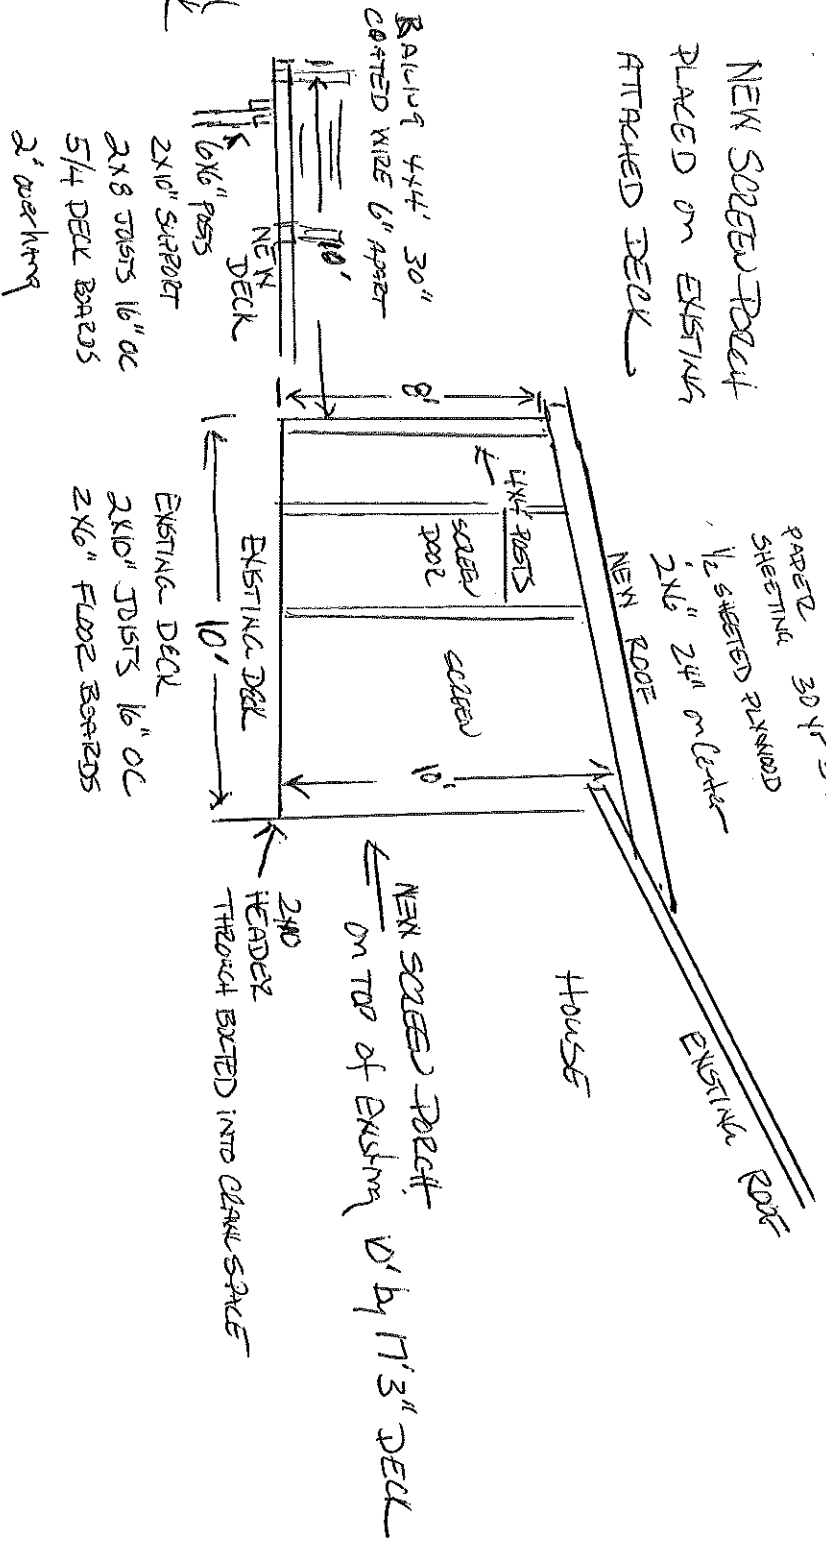 NEW SCREEN PORCH
PLACED ON EXISTING
ATTACHED DECK
PAPER
SHEETING 30 yr
1/2 SHEETED PLYWOOD
2X6" 24" on Center
NEW ROOF
EXISTING ROOF
HOUSE
8'
4X4" POSTS
SCREEN
DOOR
SCREEN
10'
NEW SCREEN PORCH
on TOP of Existing 10' by 17'3" DECK
EXISTING DECK
10'
2X10
HEADER
THROUGH BOLTED INTO CRAWL SPACE
EXISTING DECK
2X10" JOISTS 16" OC
2X6" FLOOR BOARDS
RAILING 4X4' 30"
COATED WIRE 6" APART
10'
NEW
DECK
6X6" POSTS
2X10" SUPPORT
2X8 JOISTS 16" OC
5/4 DECK BOARDS
2' overhang